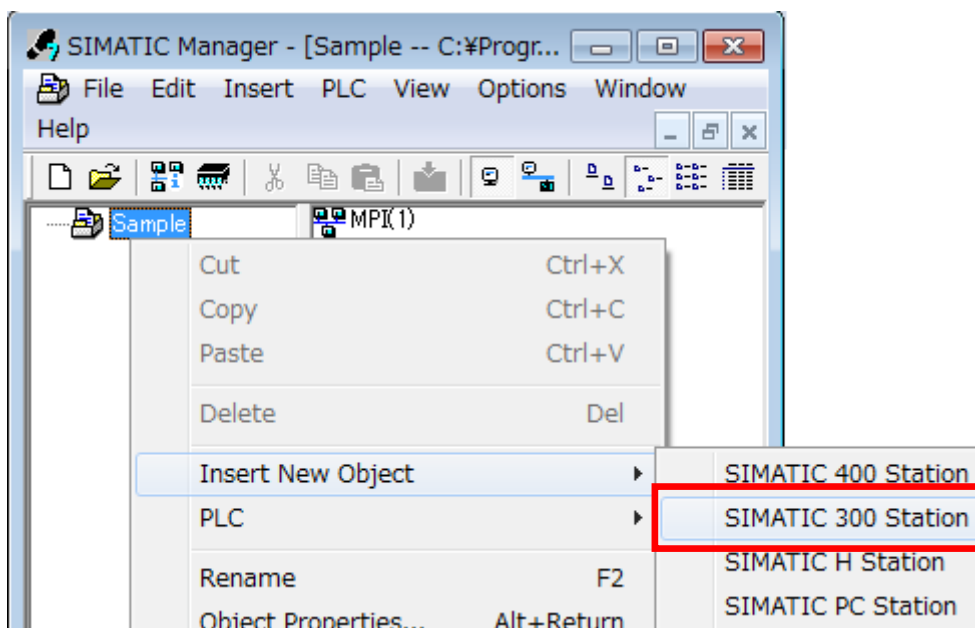 SIMATIC Manager - [Sample -- C:¥Progr...
File Edit Insert PLC View Options Window
Help
Sample
MPI(1)
Cut Ctrl+X
Copy Ctrl+C
Paste Ctrl+V
Delete Del
Insert New Object
SIMATIC 400 Station
PLC
SIMATIC 300 Station
SIMATIC H Station
Rename F2
SIMATIC PC Station
Object Properties... Alt+Return